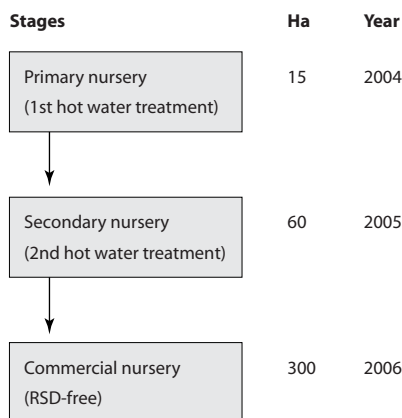 Stages Ha Year
Primary nursery 15 2004
(1st hot water treatment)
Secondary nursery 60 2005
(2nd hot water treatment)
Commercial nursery 300 2006
(RSD-free)